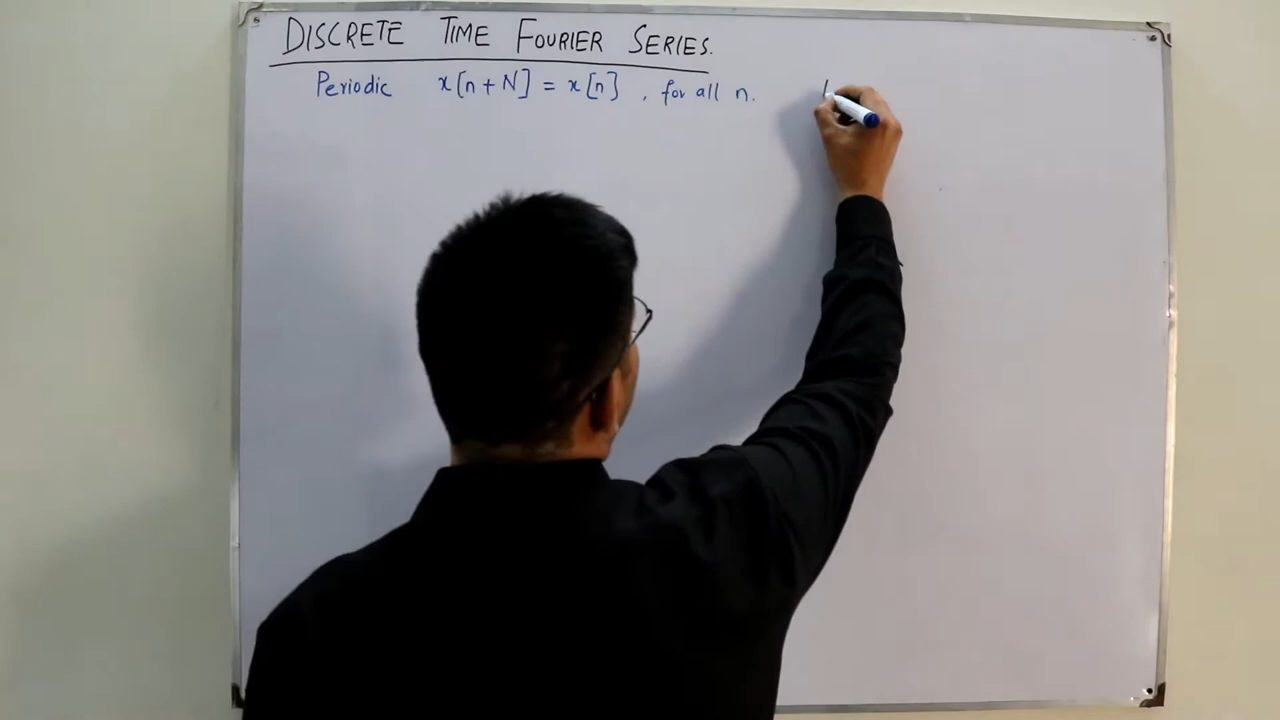 DISCRETE TIME FOURIER SERIES.
Periodic x[n + N] = x[n] , for all n.